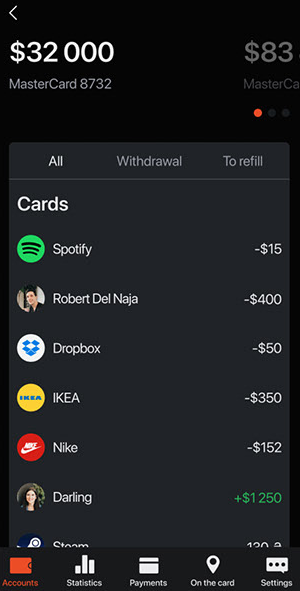 $32 000
$83
MasterCard 8732
MasterCa
All
Withdrawal
To refill
Cards
Spotify
-$15
Robert Del Naja
-$400
Dropbox
-$50
IKEA
IKEA
-$350
Nike
-$152
Darling
+$1 250
Steam
Accounts
Statistics
Payments
On the card
Settings